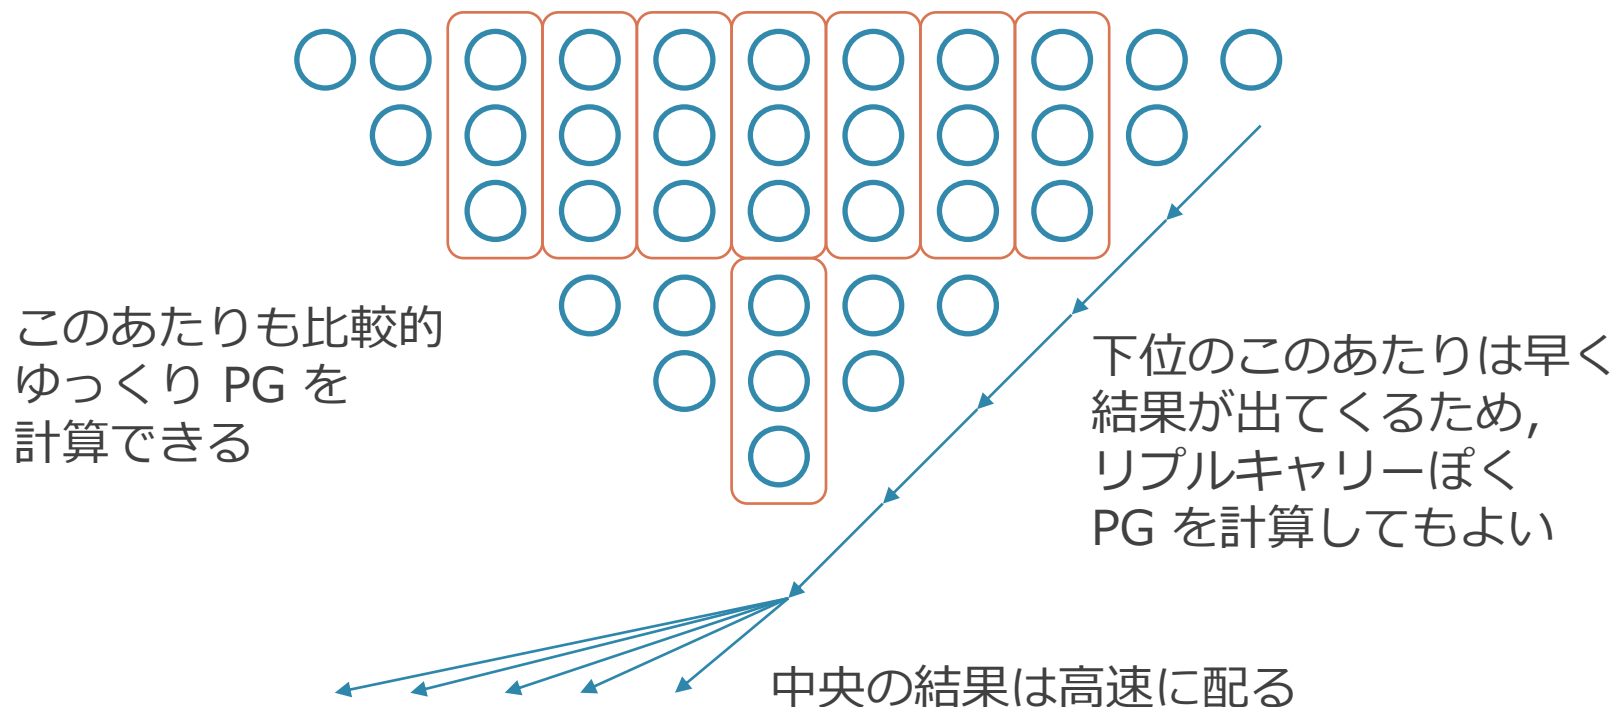 このあたりも比較的
ゆっくり PG を
計算できる
下位のこのあたりは早く
結果が出てくるため,
リプルキャリーぽく
PG を計算してもよい
中央の結果は高速に配る